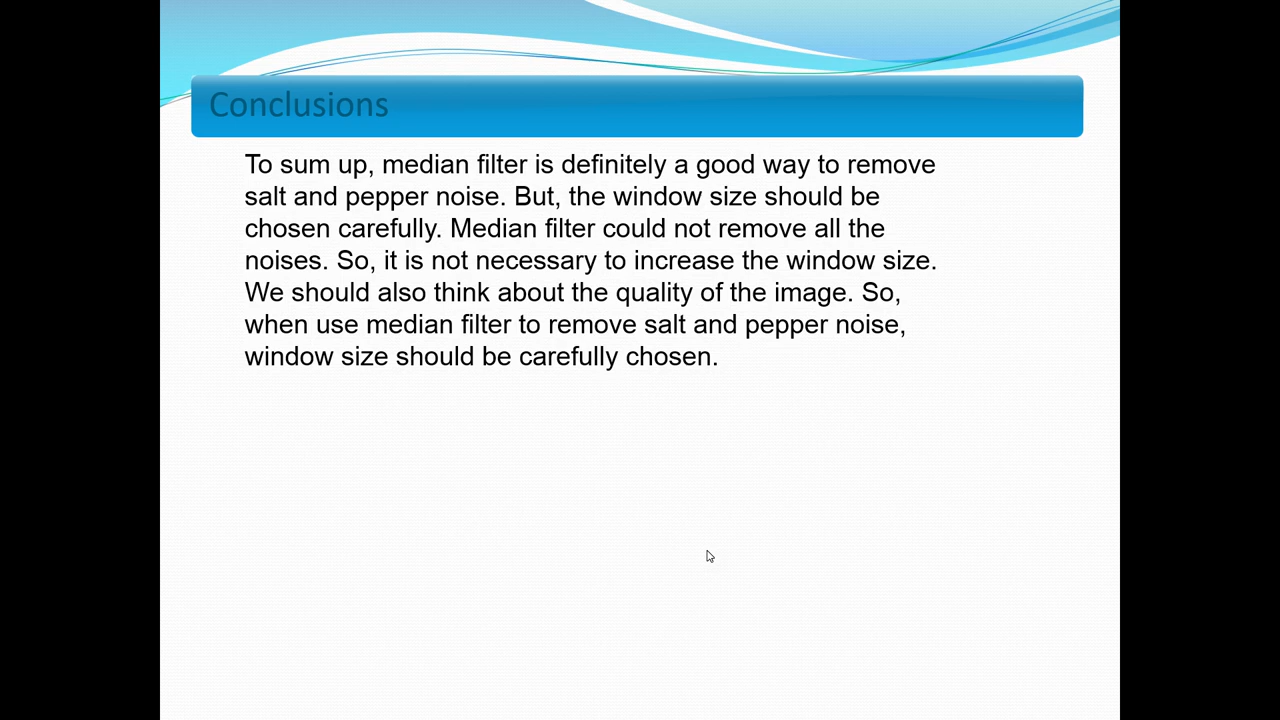 Conclusions
To sum up, median filter is definitely a good way to remove
salt and pepper noise. But, the window size should be
chosen carefully. Median filter could not remove all the
noises. So, it is not necessary to increase the window size.
We should also think about the quality of the image. So,
when use median filter to remove salt and pepper noise,
window size should be carefully chosen.